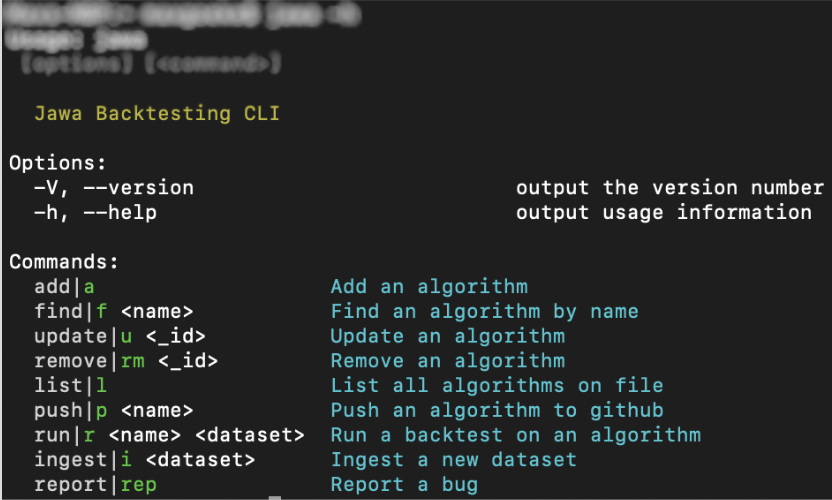 [options] [<command>]
Jawa Backtesting CLI
Options:
-V, --version output the version number
-h, --help output usage information
Commands:
add|a Add an algorithm
find|f <name> Find an algorithm by name
update|u <_id> Update an algorithm
remove|rm <_id> Remove an algorithm
list|l List all algorithms on file
push|p <name> Push an algorithm to github
run|r <name> <dataset> Run a backtest on an algorithm
ingest|i <dataset> Ingest a new dataset
report|rep Report a bug